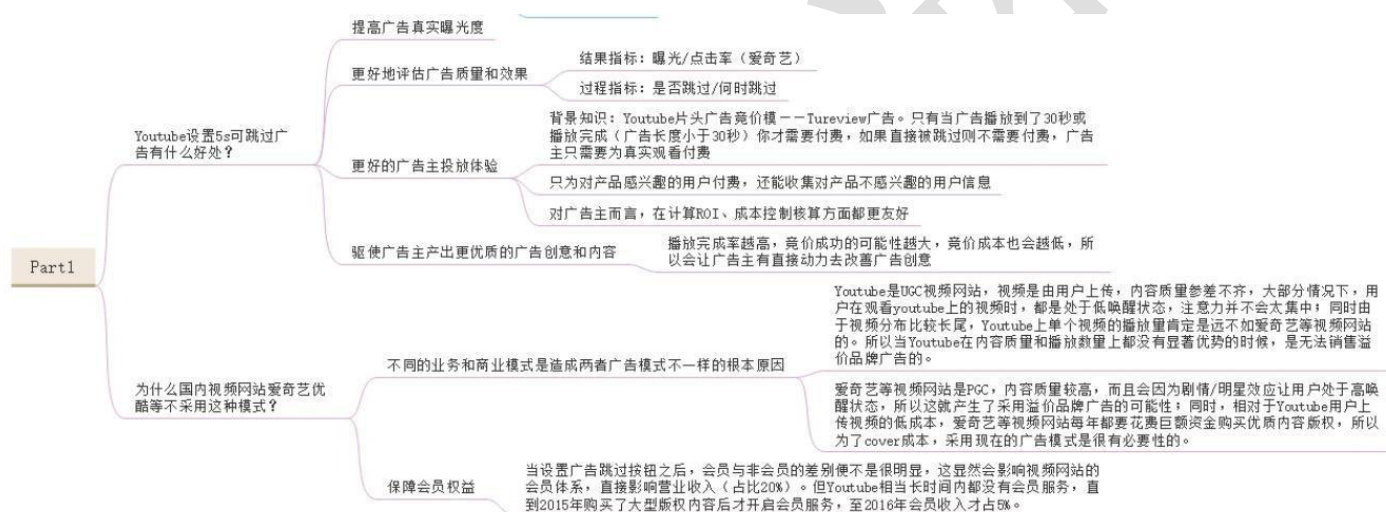 提高广告真实曝光度
结果指标：曝光/点击率（爱奇艺）
更好地评估广告质量和效果
过程指标：是否跳过/何时跳过
背景知识：Youtube片头广告竟价模——Tureview广告。只有当广告播放到了30秒或
播放完成（广告长度小于30秒）你才需要付费，如果直接被跳过则不需要付费，广告
主只需要为真实观看付费
Youtube设置5s可跳过广
告有什么好处？
更好的广告主投放体验
只为对产品感兴趣的用户付费，还能收集对产品不感兴趣的用户信息
对广告主而言，在计算ROI、成本控制核算方面都更友好
驱使广告主产出更优质的广告创意和内容
播放完成率越高，竞价成功的可能性越大，竞价成本也会越低，所
以会让广告主有直接动力去改善广告创意
Part1
Youtube是UGC视频网站，视频是由用户上传，内容质量参差不齐，大部分情况下，用
户在观看youtube上的视频时，都是处于低唤醒状态，注意力并不会太集中；同时由
于视频分布比较长尾，Youtube上单个视频的播放量肯定是远不如爱奇艺等视频网站
的。所以当Youtube在内容质量和播放数量上都没有显著优势的时候，是无法销售溢
价品牌广告的。
不同的业务和商业模式是造成两者广告模式不一样的根本原因
为什么国内视频网站爱奇艺优
酷等不采用这种模式？
爱奇艺等视频网站是PGC，内容质量较高，而且会因为剧情/明星效应让用户处于高唤
醒状态，所以这就产生了采用溢价品牌广告的可能性；同时，相对于Youtube用户上
传视频的低成本，爱奇艺等视频网站每年都要花费巨额资金购买优质内容版权，所以
为了cover成本，采用现在的广告模式是很有必要性的。
保障会员权益
当设置广告跳过按钮之后，会员与非会员的差别便不是很明显，这显然会影响视频网站的
会员体系，直接影响营业收入（占比20%）。但Youtube相当长时间内都没有会员服务，直
到2015年购买了大型版权内容后才开启会员服务，至2016年会员收入才占5%。